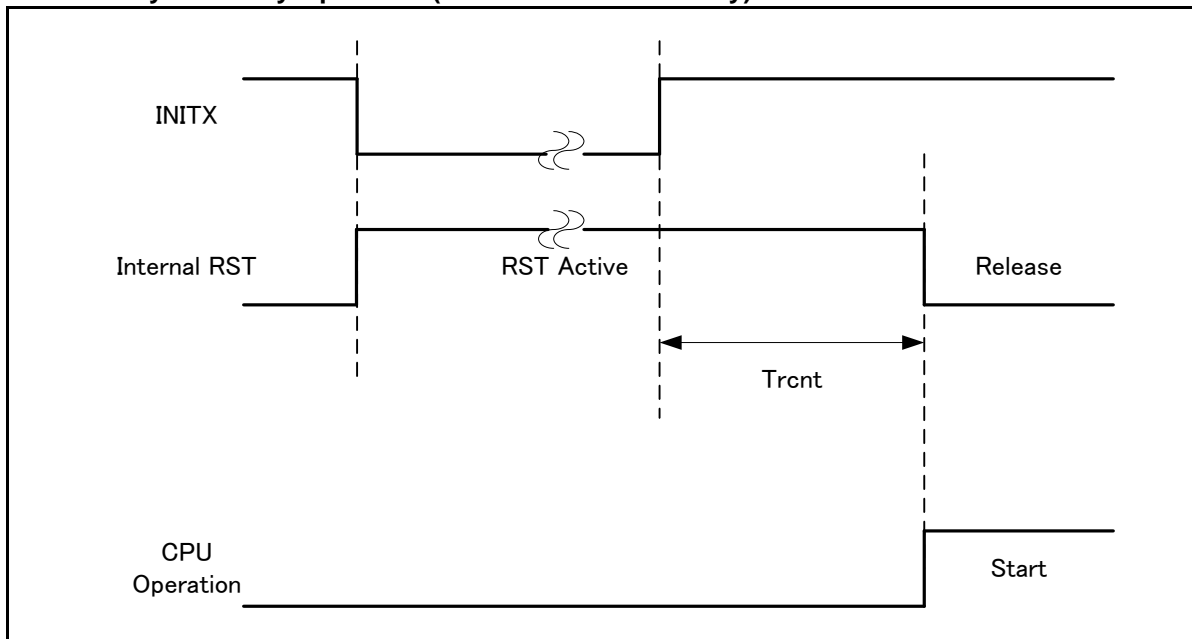 INITX
Internal RST
RST Active
Release
Trcnt
CPU
Operation
Start